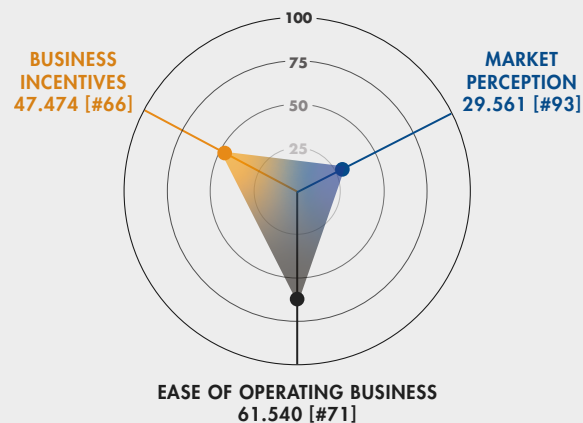 100
75
50
25
BUSINESS
INCENTIVES
47.474 [#66]
MARKET
PERCEPTION
29.561 [#93]
EASE OF OPERATING BUSINESS
61.540 [#71]